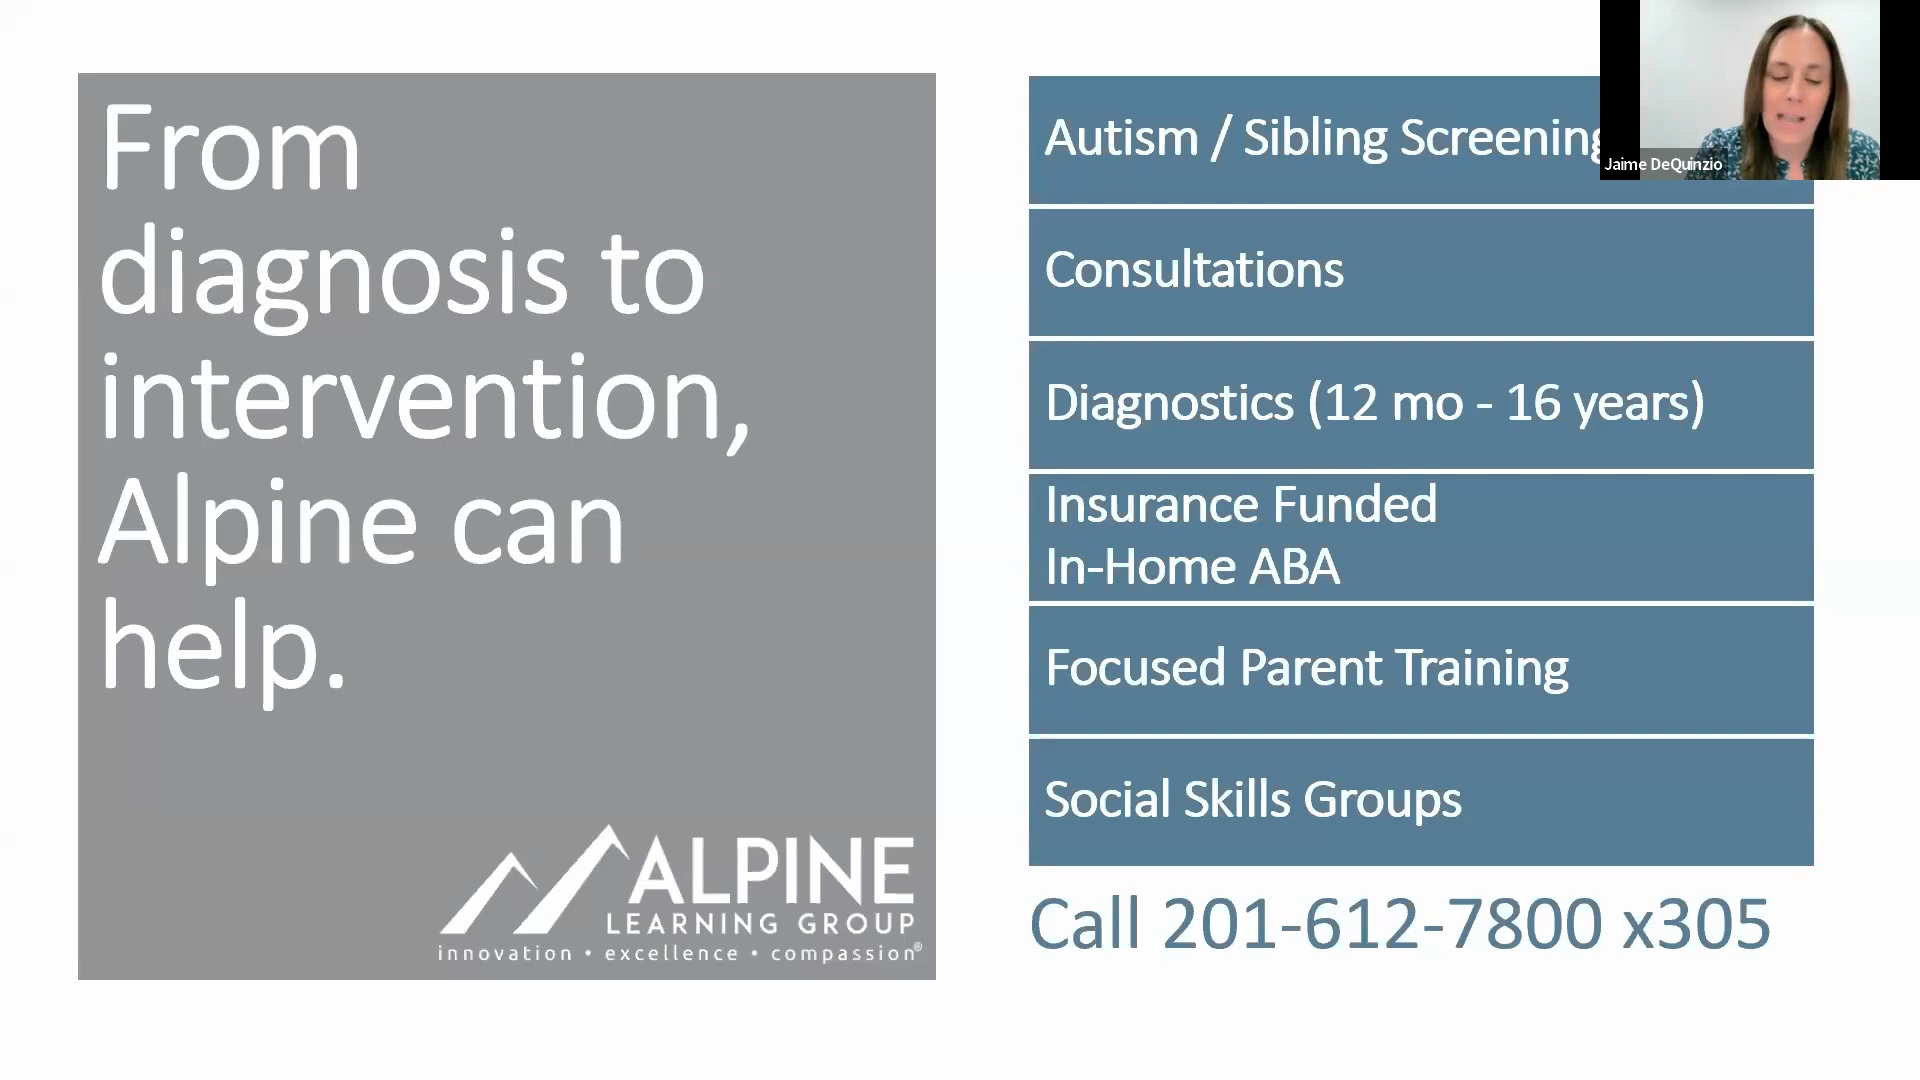 From
diagnosis to
intervention,
Alpine can
help.
ALPINE
LEARNING GROUP
innovation • excellence • compassion®
Autism / Sibling Screening
Consultations
Diagnostics (12 mo - 16 years)
Insurance Funded
In-Home ABA
Focused Parent Training
Social Skills Groups
Call 201-612-7800 x305
Jaime DeQuinzio